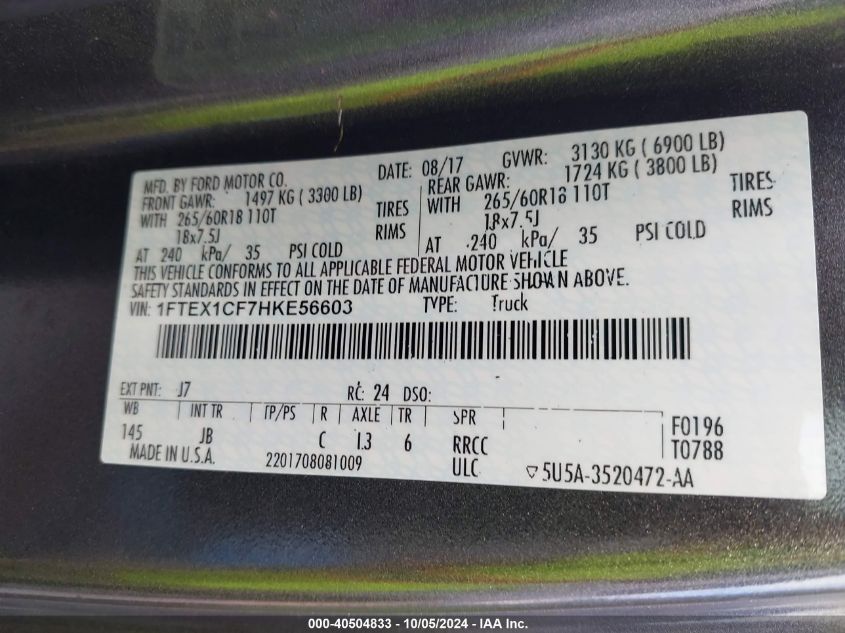 MFD. BY FORD MOTOR CO. DATE: 08/17 GVWR: 3130 KG ( 6900 LB)
FRONT GAWR: 1497 KG ( 3300 LB) REAR GAWR: 1724 KG ( 3800 LB)
WITH 265/60R18 110T TIRES WITH 265/60R18 110T TIRES
18x7.5J RIMS 18x7.5J RIMS
AT 240 kPa/ 35 PSI COLD AT 240 kPa/ 35 PSI COLD
THIS VEHICLE CONFORMS TO ALL APPLICABLE FEDERAL MOTOR VEHICLE
SAFETY STANDARDS IN EFFECT ON THE DATE OF MANUFACTURE SHOWN ABOVE.
VIN: 1FTEX1CF7HKE56603 TYPE: Truck
EXT PNT: J7 RC: 24 DSO:
WB INT TR TP/PS R AXLE TR SPR F0196
145 JB C 1.3 6 RRCC T0788
MADE IN U.S.A. 2201708081009 ULC 5U5A-3520472-AA
000-40504833 - 10/05/2024 - IAA Inc.